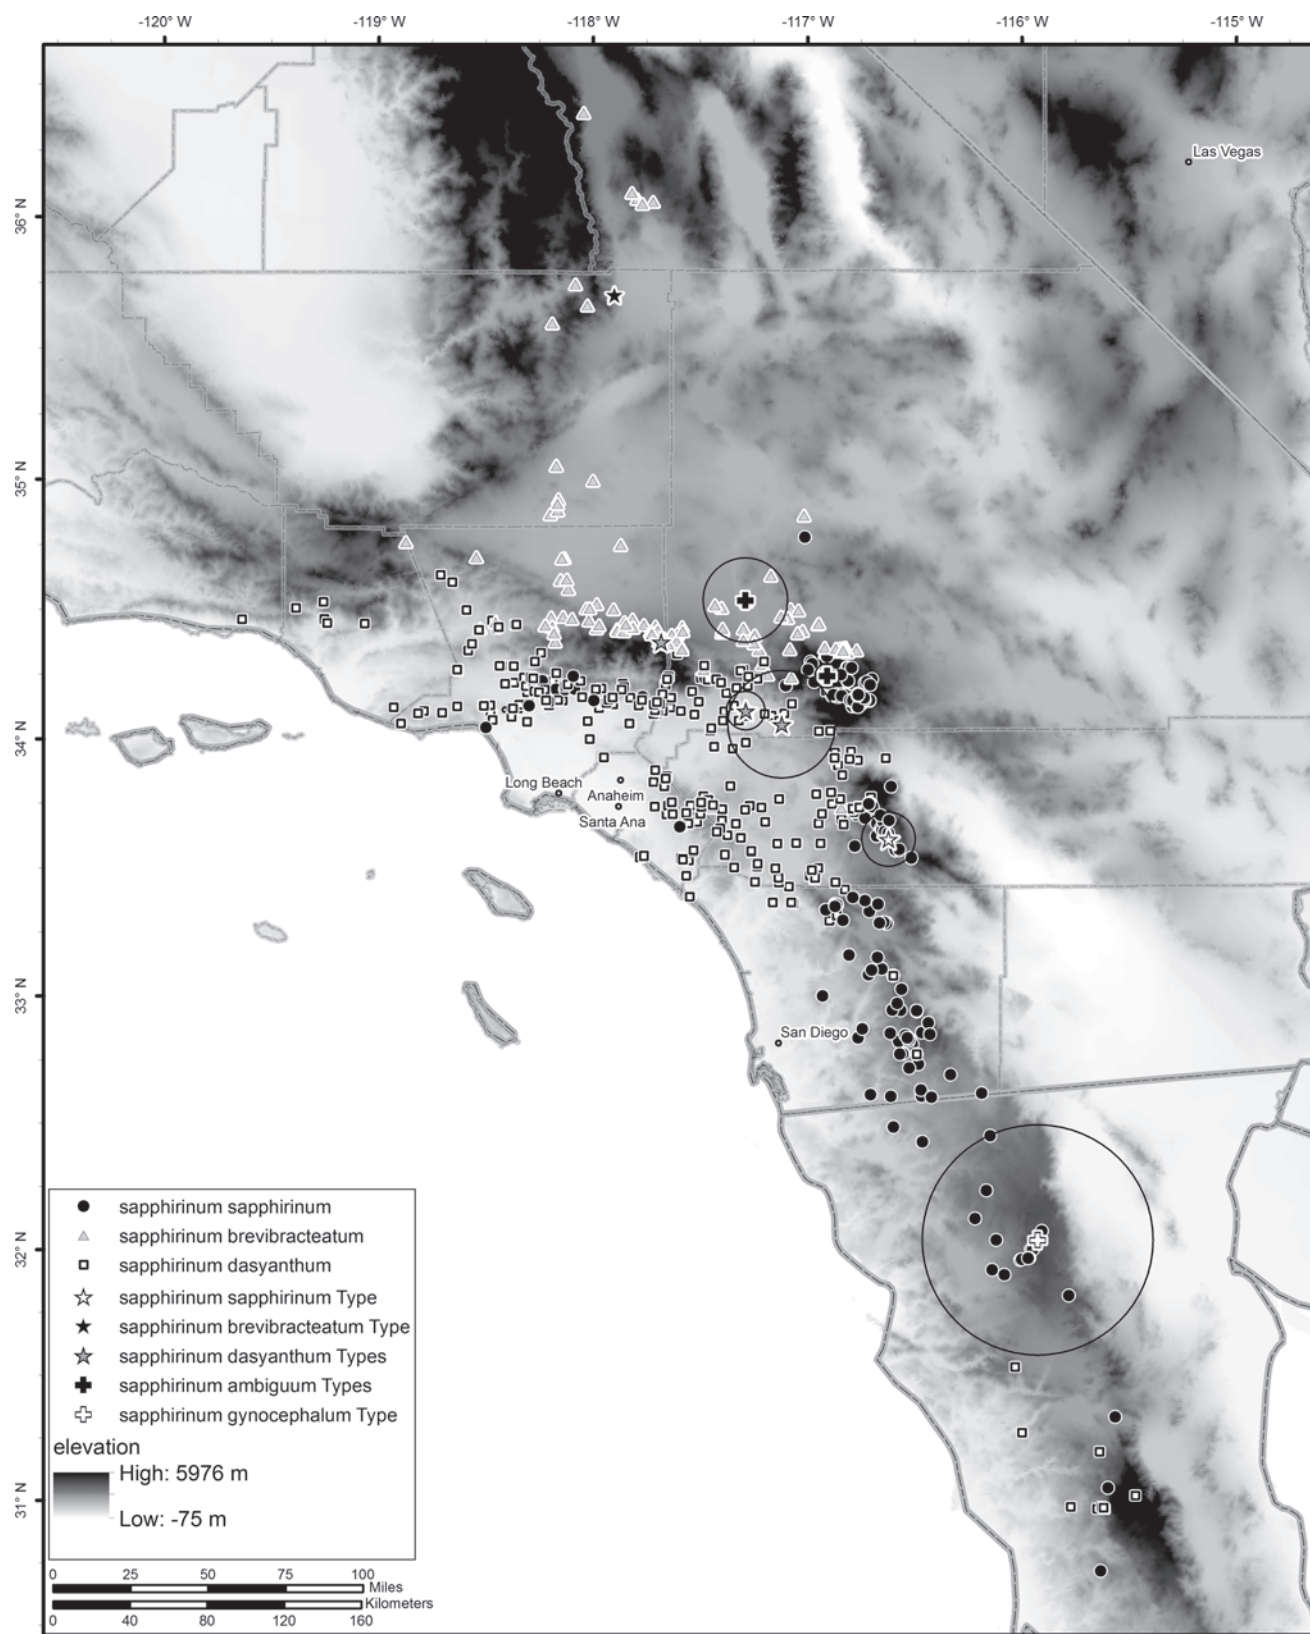 -120° W -119° W -118° W -117° W -116° W -115° W
36° N
35° N
34° N
33° N
32° N
31° N
Las Vegas
Long Beach
Anaheim
Santa Ana
San Diego
sapphirinum sapphirinum
sapphirinum brevibracteatum
sapphirinum dasyanthum
sapphirinum sapphirinum Type
sapphirinum brevibracteatum Type
sapphirinum dasyanthum Types
sapphirinum ambiguum Types
sapphirinum gynocephalum Type
elevation
High: 5976 m
Low: -75 m
0 25 50 75 100
Miles
Kilometers
0 40 80 120 160